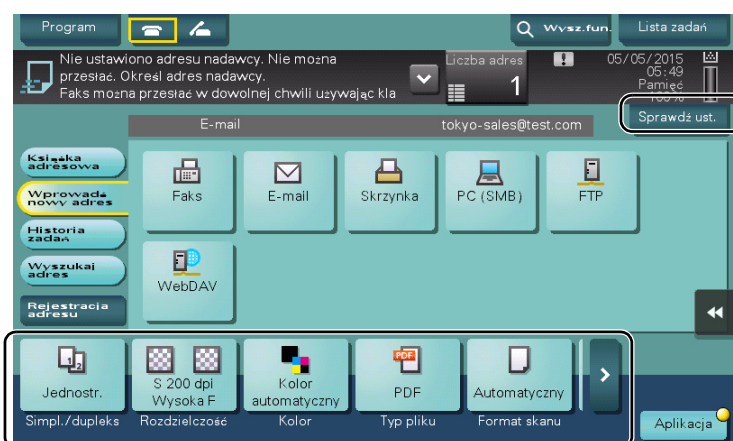 Program
Wysz.fun.
Lista zadań
Nie ustawiono adresu nadawcy. Nie można
przesłać. Określ adres nadawcy.
Faks można przesłać w dowolnej chwili używając kla
Liczba adres
1
05/05/2015
05:49
Pamięć
100%
Sprawdź ust.
E-mail
tokyo-sales@test.com
Książka
adresowa
Wprowadź
nowy adres
Historia
zadań
Wyszukaj
adres
Rejestracja
adresu
Faks
E-mail
Skrzynka
PC (SMB)
FTP
WebDAV
Jednostr.
S 200 dpi
Wysoka F
Kolor
automatyczny
PDF
PDF
Automatyczny
Simpl./dupleks
Rozdzielczość
Kolor
Typ pliku
Format skanu
Aplikacja